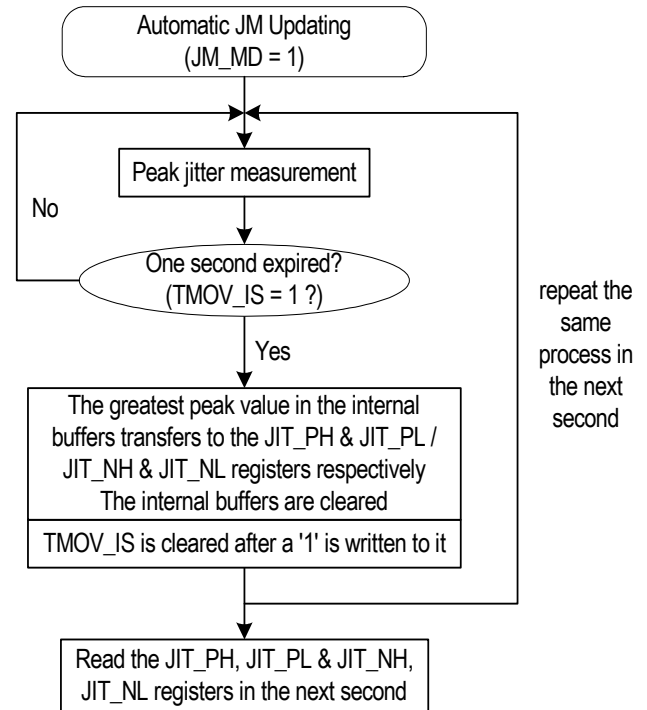 Automatic JM Updating
(JM_MD = 1)
Peak jitter measurement
No
One second expired?
(TMOV_IS = 1 ?)
repeat the
same
process in
the next
second
Yes
The greatest peak value in the internal
buffers transfers to the JIT_PH & JIT_PL /
JIT_NH & JIT_NL registers respectively
The internal buffers are cleared
TMOV_IS is cleared after a '1' is written to it
Read the JIT_PH, JIT_PL & JIT_NH,
JIT_NL registers in the next second